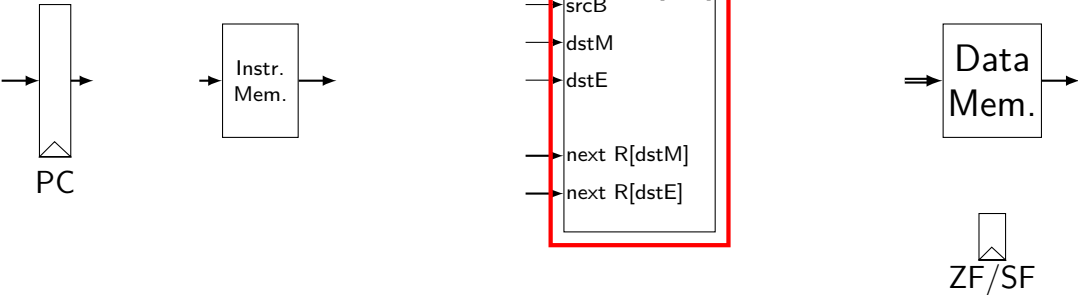 srcB
dstM
dstE
next R[dstM]
next R[dstE]
PC
Instr.
Mem.
Data
Mem.
ZF/SF